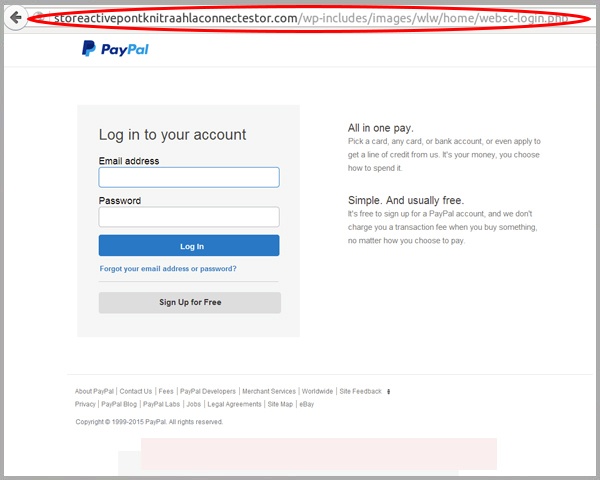 storeactivepontknitraahlaconnectestor.com/wp-includes/images/wlw/home/websc-login.php
PayPal
Log in to your account
Email address
Password
Log In
Forgot your email address or password?
Sign Up for Free
All in one pay.
Pick a card, any card, or bank account, or even apply to
get a line of credit from us. It's your money, you choose
how to spend it.
Simple. And usually free.
It's free to sign up for a PayPal account, and we don't
charge you a transaction fee when you buy something,
no matter how you choose to pay.
About PayPal | Contact Us | Fees | PayPal Developers | Merchant Services | Worldwide | Site Feedback
Privacy | PayPal Blog | PayPal Labs | Jobs | Legal Agreements | Site Map | eBay
Copyright © 1999-2015 PayPal. All rights reserved.